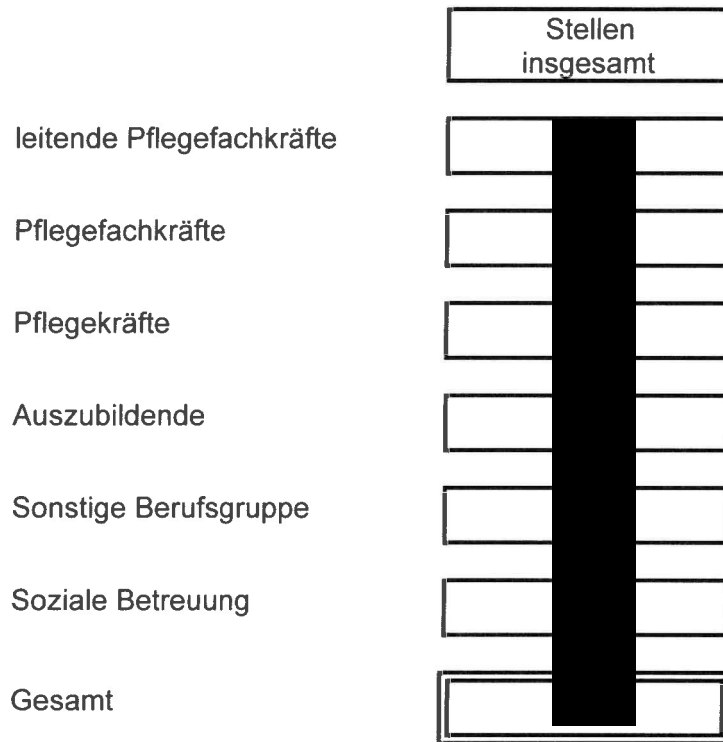 Stellen
insgesamt
leitende Pflegefachkräfte
Pflegefachkräfte
Pflegekräfte
Auszubildende
Sonstige Berufsgruppe
Soziale Betreuung
Gesamt